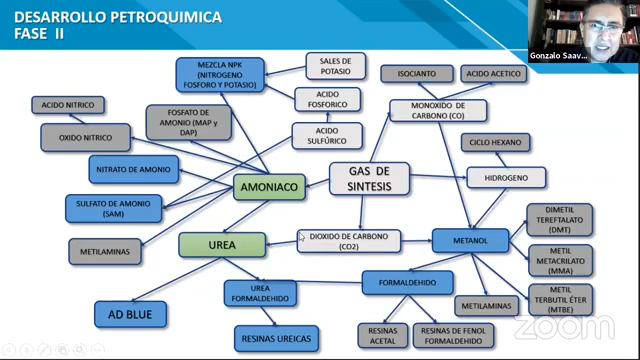 DESARROLLO PETROQUIMICA
FASE II
Gonzalo Saav...
MEZCLA NPK
(NITROGENO
FOSFORO Y POTASIO)
SALES DE
POTASIO
ISOCIANTO
ACIDO ACETICO
ACIDO NITRICO
FOSFATO DE
AMONIO (MAP y
DAP)
ACIDO
FOSFORICO
MONOXIDO DE
CARBONO (CO)
OXIDO NITRICO
ACIDO
SULFÚRICO
CICLO HEXANO
NITRATO DE AMONIO
AMONIACO
GAS DE
SINTESIS
HIDROGENO
SULFATO DE AMONIO
(SAM)
DIMETIL
TEREFTALATO
(DMT)
METILAMINAS
UREA
DIOXIDO DE CARBONO
(CO2)
METANOL
METIL
METACRILATO
(MMA)
UREA
FORMALDEHIDO
FORMALDEHIDO
METILAMINAS
METIL
TERBUTIL ÉTER
(MTBE)
AD BLUE
RESINAS UREICAS
RESINAS
ACETAL
RESINAS DE FENOL
FORMALDEHIDO
zoom